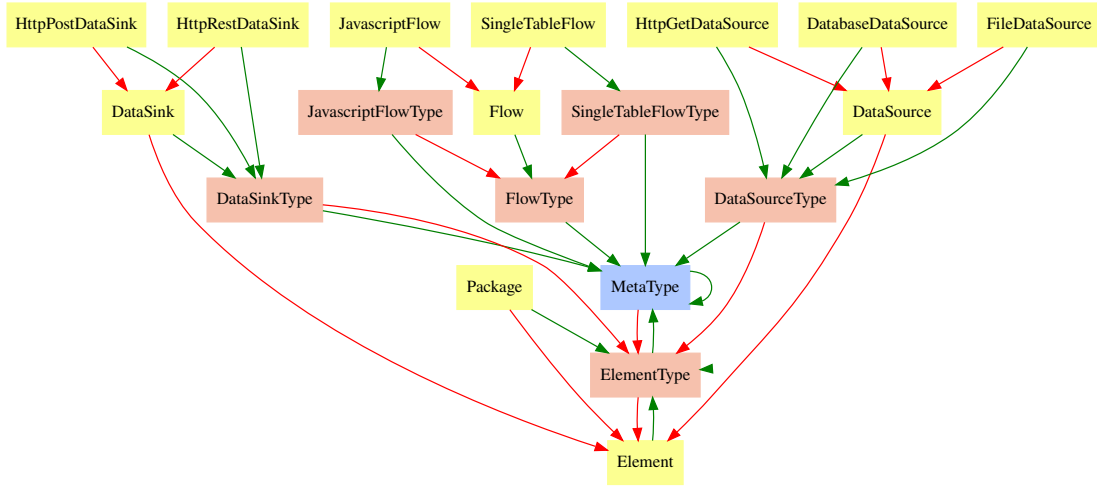 HttpPostDataSink
HttpRestDataSink
JavascriptFlow
SingleTableFlow
HttpGetDataSource
DatabaseDataSource
FileDataSource
DataSink
JavascriptFlowType
Flow
SingleTableFlowType
DataSource
DataSinkType
FlowType
DataSourceType
Package
MetaType
ElementType
Element